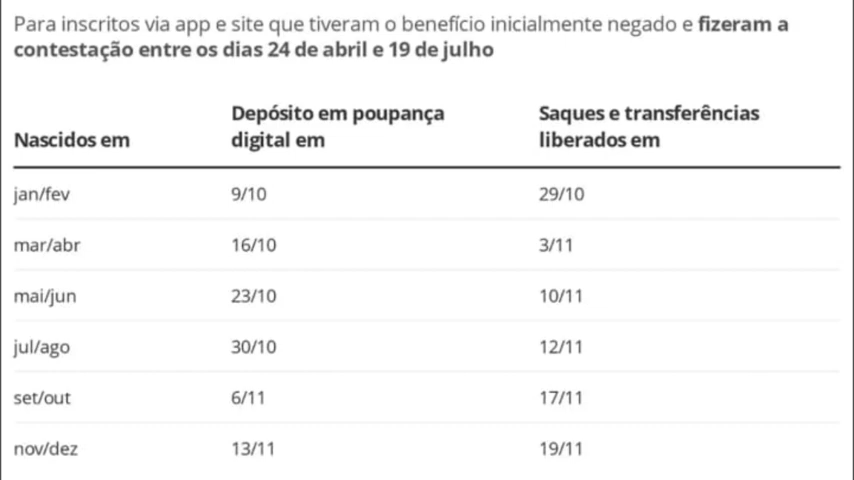 Para inscritos via app e site que tiveram o benefício inicialmente negado e fizeram a
contestação entre os dias 24 de abril e 19 de julho
Nascidos em
Depósito em poupança
digital em
Saques e transferências
liberados em
jan/fev 9/10 29/10
mar/abr 16/10 3/11
mai/jun 23/10 10/11
jul/ago 30/10 12/11
set/out 6/11 17/11
nov/dez 13/11 19/11